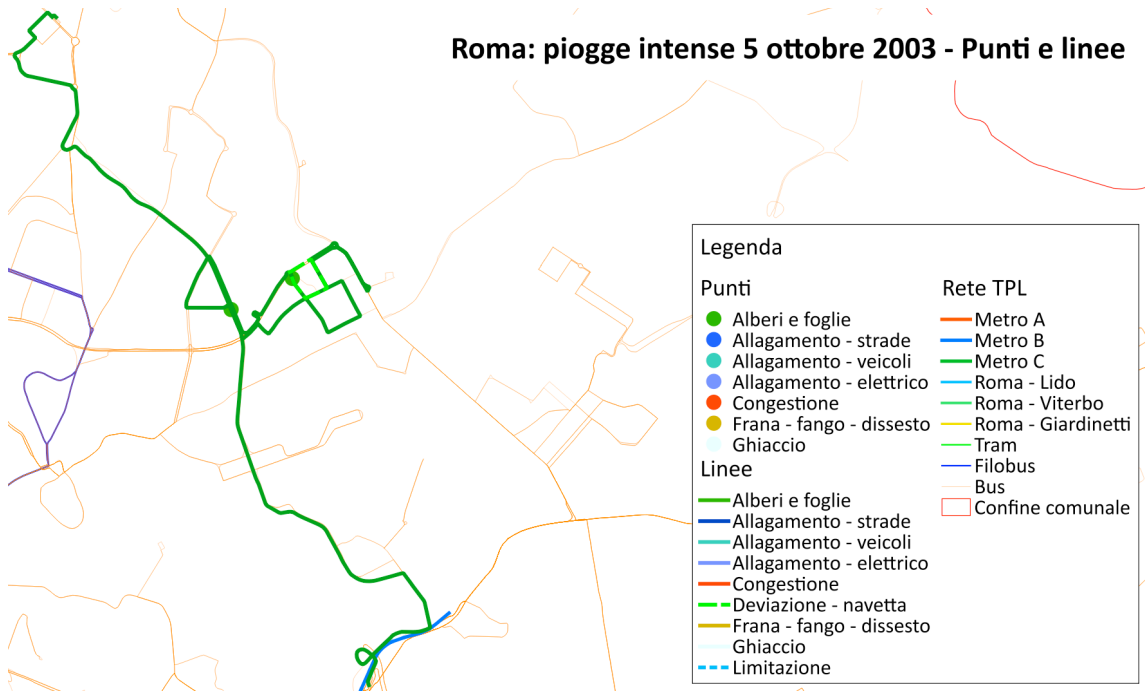 Roma: piogge intense 5 ottobre 2003 - Punti e linee
Legenda
Punti
Alberi e foglie
Allagamento - strade
Allagamento - veicoli
Allagamento - elettrico
Congestione
Frana - fango - dissesto
Ghiaccio
Linee
Alberi e foglie
Allagamento - strade
Allagamento - veicoli
Allagamento - elettrico
Congestione
Deviazione - navetta
Frana - fango - dissesto
Ghiaccio
Limitazione
Rete TPL
Metro A
Metro B
Metro C
Roma - Lido
Roma - Viterbo
Roma - Giardinetti
Tram
Filobus
Bus
Confine comunale